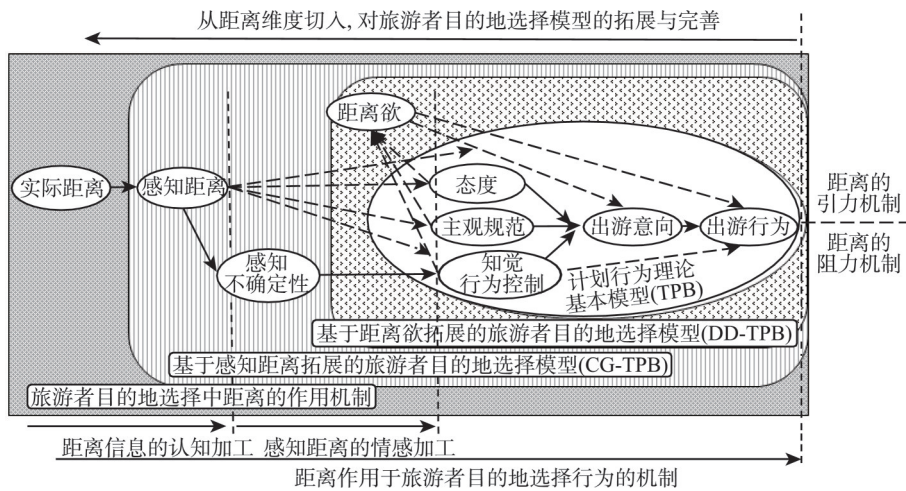 从距离维度切入,对旅游者目的地选择模型的拓展与完善
距离欲
实际距离
感知距离
态度
主观规范
出游意向
出游行为
距离的
引力机制
距离的
阻力机制
感知
不确定性
知觉
行为控制
计划行为理论
基本模型(TPB)
基于距离欲拓展的旅游者目的地选择模型(DD-TPB)
基于感知距离拓展的旅游者目的地选择模型(CG-TPB)
旅游者目的地选择中距离的作用机制
距离信息的认知加工
感知距离的情感加工
距离作用于旅游者目的地选择行为的机制